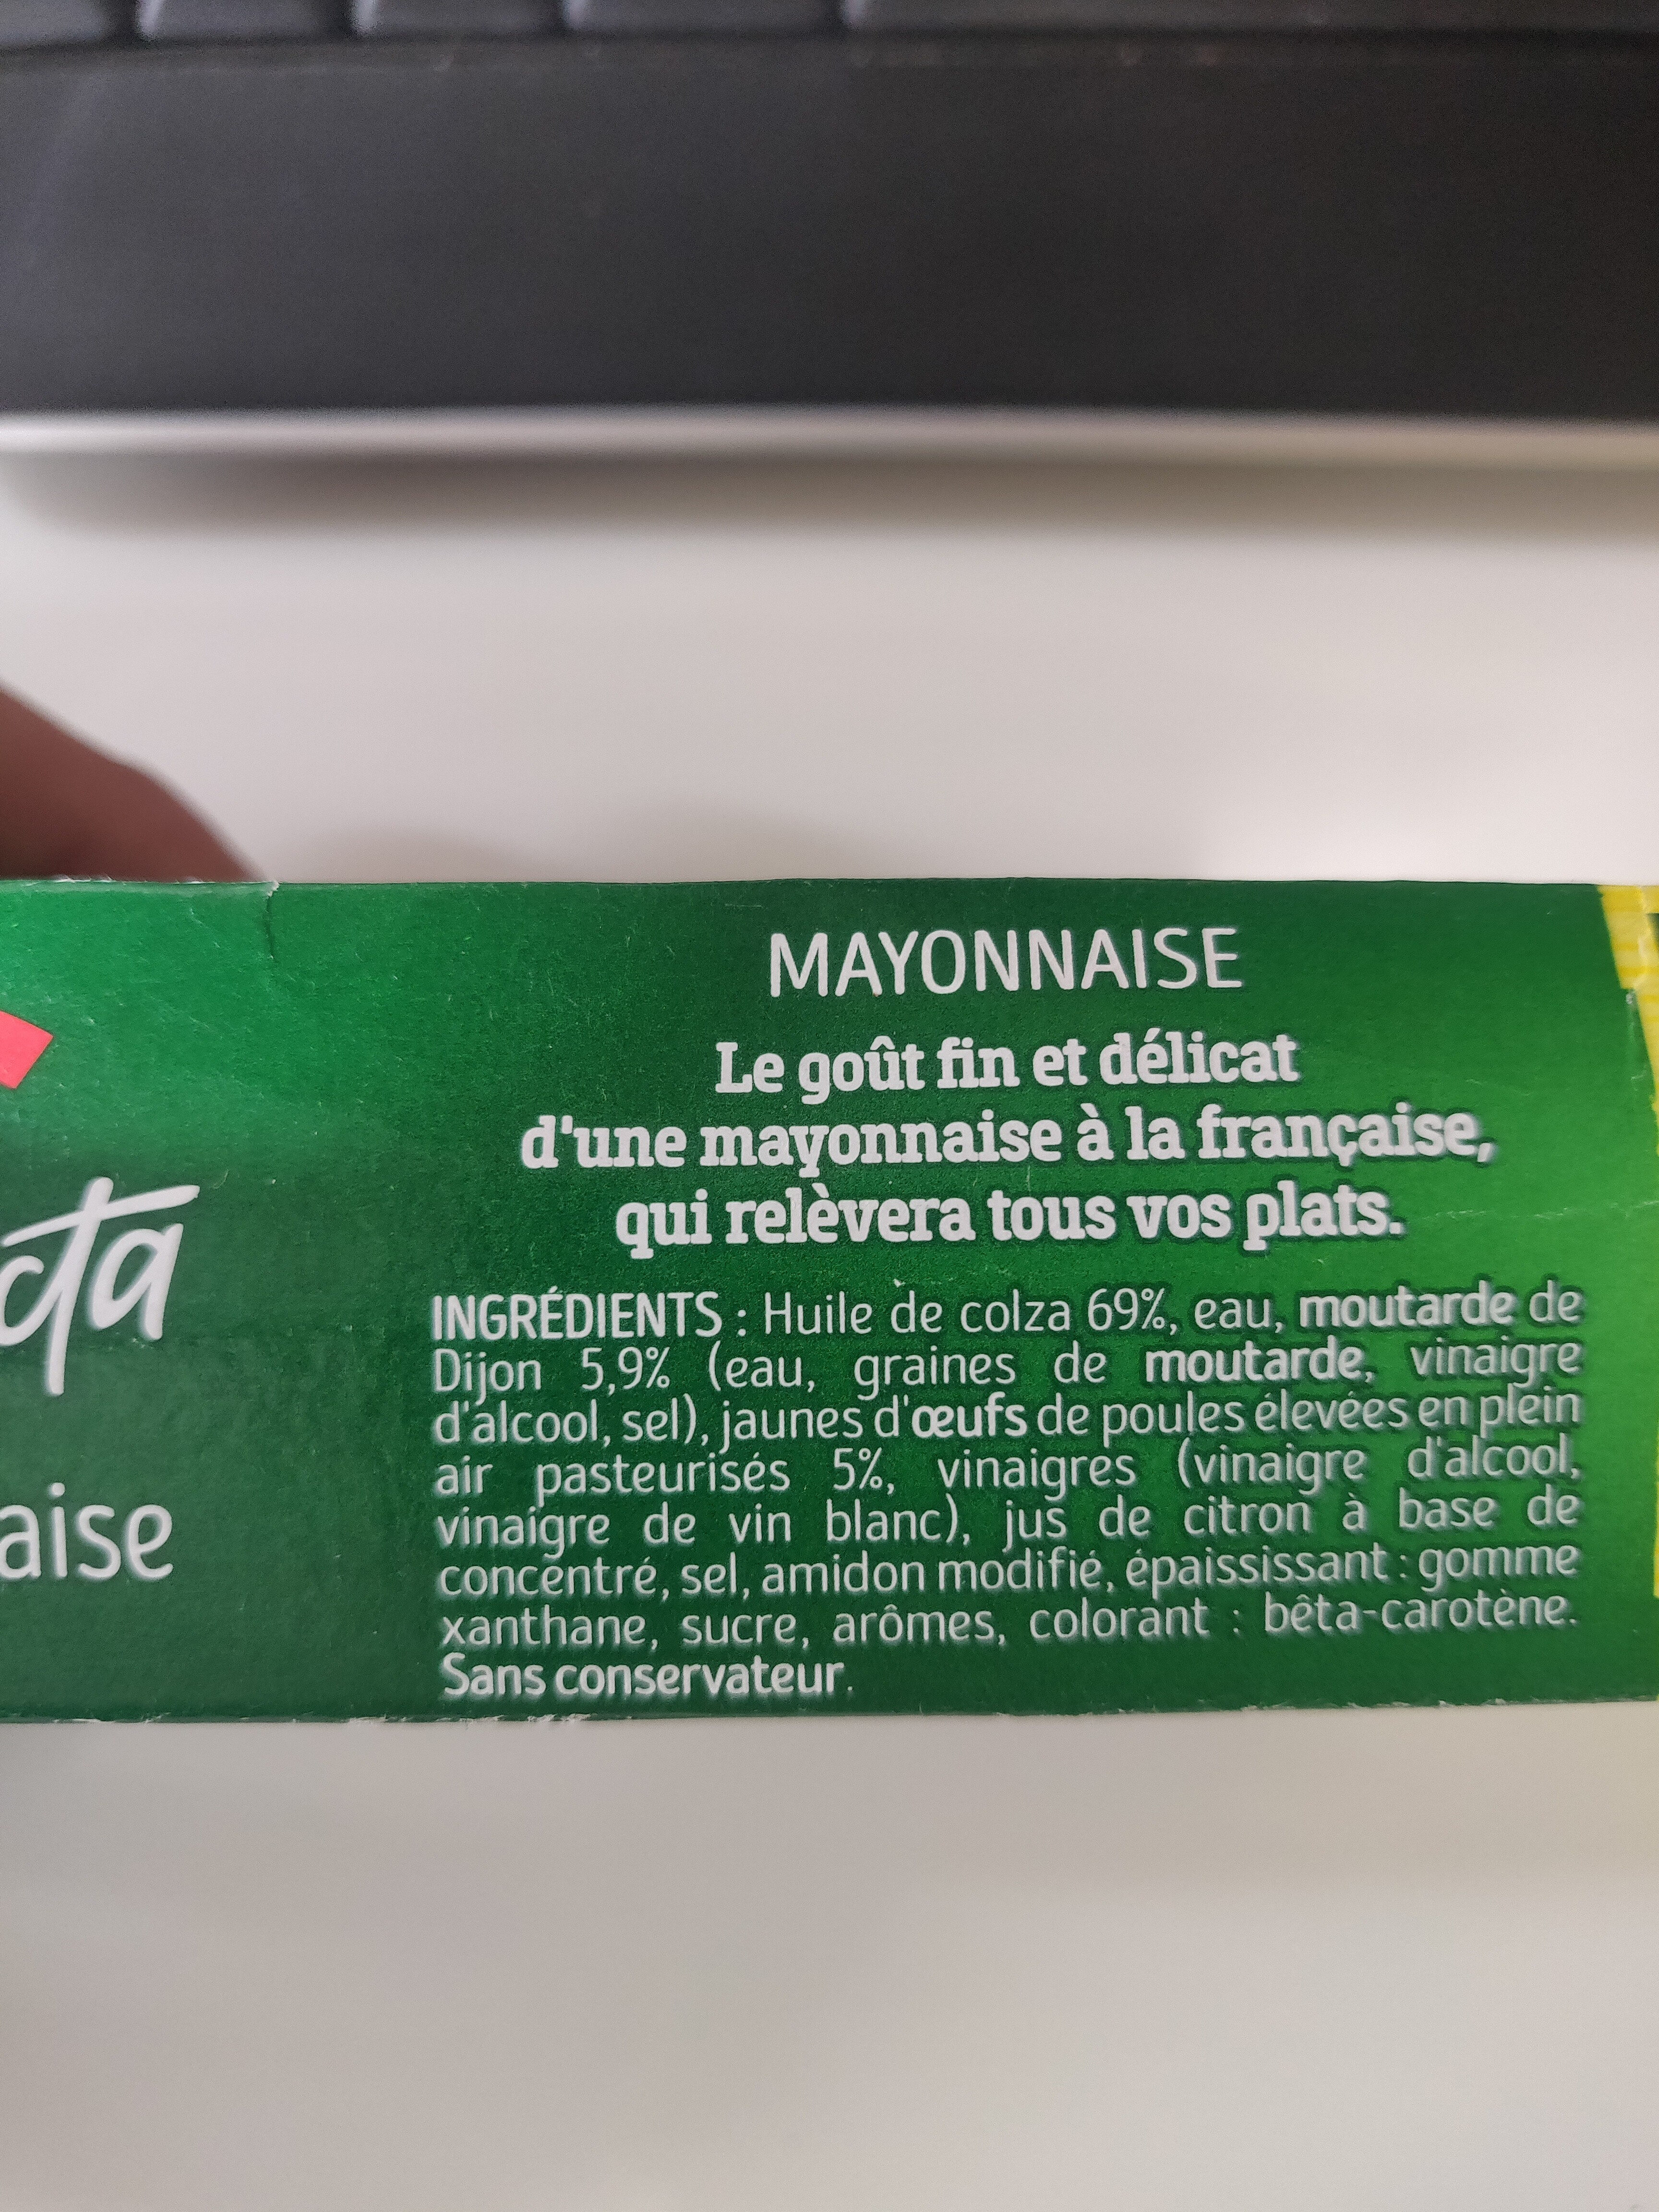 MAYONNAISE
Le goût fin et délicat
d'une mayonnaise à la française,
qui relèvera tous vos plats.
INGRÉDIENTS : Huile de colza 69%, eau, moutarde de
Dijon 5,9% (eau, graines de moutarde, vinaigre
d'alcool, sel), jaunes d'œufs de poules élevées en plein
air pasteurisés 5%, vinaigres (vinaigre d'alcool,
vinaigre de vin blanc), jus de citron à base de
concentré, sel, amidon modifié, épaississant : gomme
xanthane, sucre, arômes, colorant : bêta-carotène.
Sans conservateur.
cta
aise